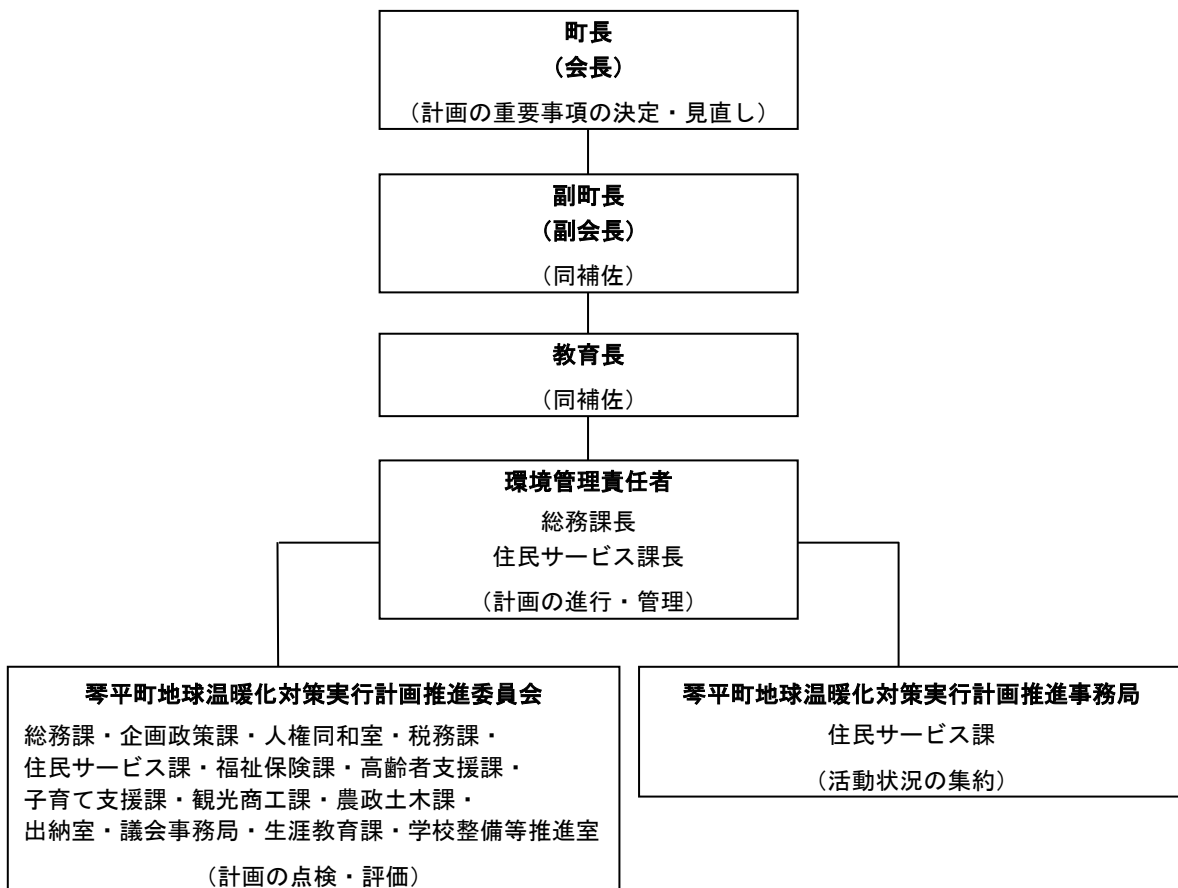 町長
（会長）
（計画の重要事項の決定・見直し）
副町長
（副会長）
（同補佐）
教育長
（同補佐）
環境管理責任者
総務課長
住民サービス課長
（計画の進行・管理）
琴平町地球温暖化対策実行計画推進委員会
総務課・企画政策課・人権同和室・税務課・
住民サービス課・福祉保険課・高齢者支援課・
子育て支援課・観光商工課・農政土木課・
出納室・議会事務局・生涯教育課・学校整備等推進室
（計画の点検・評価）
琴平町地球温暖化対策実行計画推進事務局
住民サービス課
（活動状況の集約）